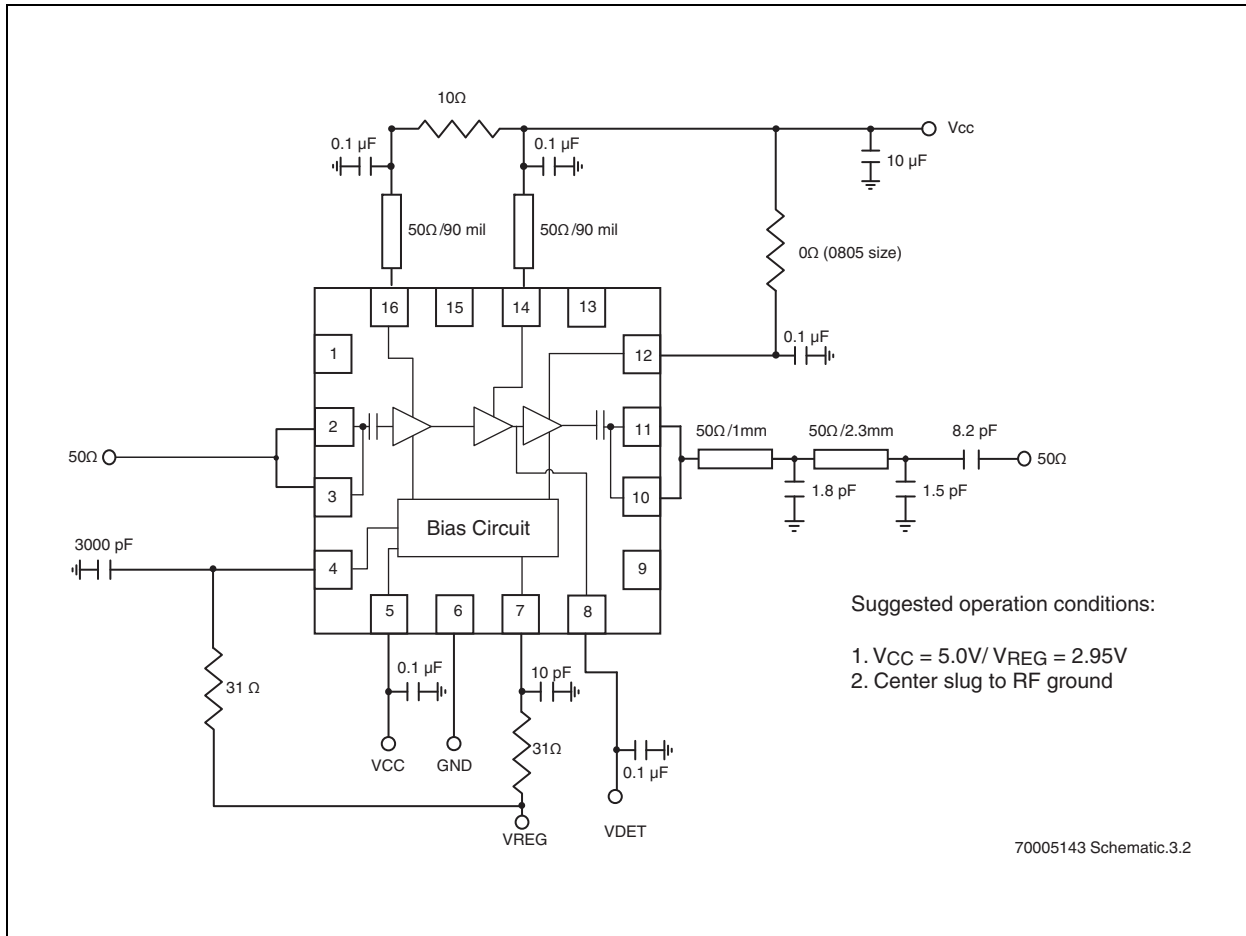 10Ω
0.1 µF
0.1 µF
Vcc
10 µF
50Ω/90 mil
50Ω/90 mil
0Ω (0805 size)
16
15
14
13
1
12
0.1 µF
2
11
50Ω/1mm
50Ω/2.3mm
8.2 pF
50Ω
50Ω
3
10
1.8 pF
1.5 pF
Bias Circuit
3000 pF
4
9
5
6
7
8
Suggested operation conditions:
1. VCC = 5.0V/ VREG = 2.95V
2. Center slug to RF ground
0.1 µF
10 pF
31 Ω
31Ω
VCC
GND
0.1 µF
VREG
VDET
70005143 Schematic.3.2